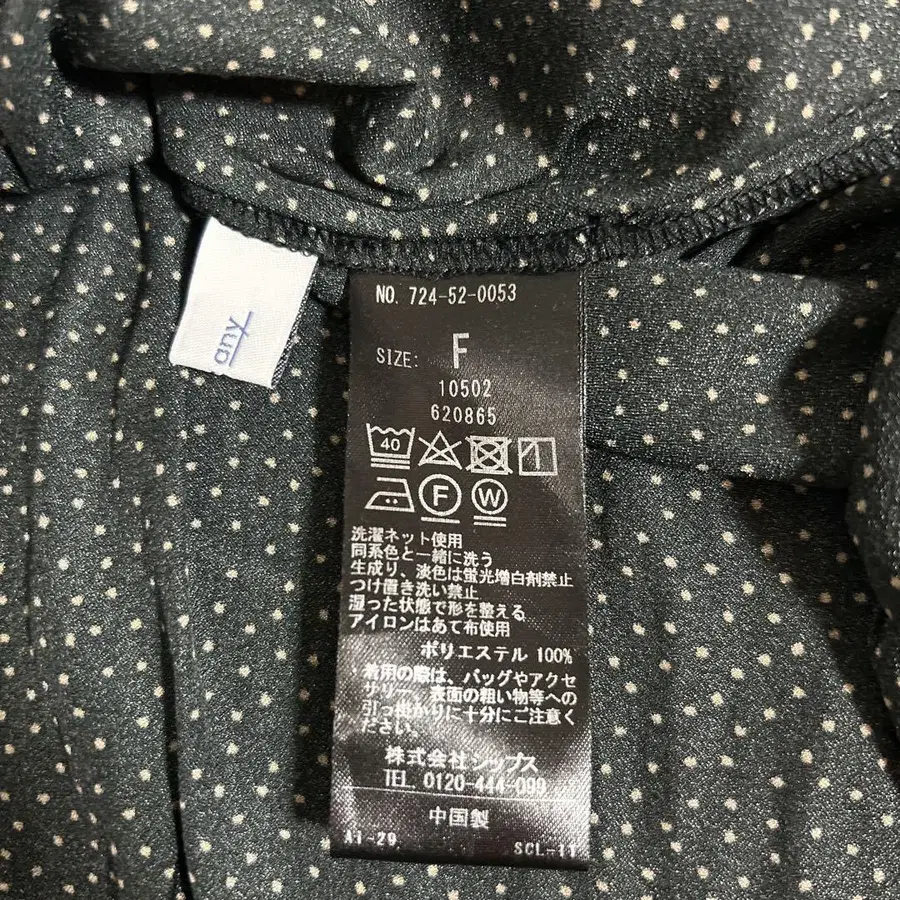 any
NO. 724-52-0053
SIZE: F
10502
620865
40
F W
洗濯ネット使用
同系色と一緒に洗う
生成り、淡色は蛍光増白剤禁止
つけ置き洗い禁止
湿った状態で形を整える
アイロンはあて布使用
ポリエステル 100%
着用の際は、バッグやアクセ
サリー、表面の粗い物等への
引っ掛かりに十分にご注意く
ださい。
株式会社シップス
TEL. 0120-444-099
中国製
A1-29 SCL-11